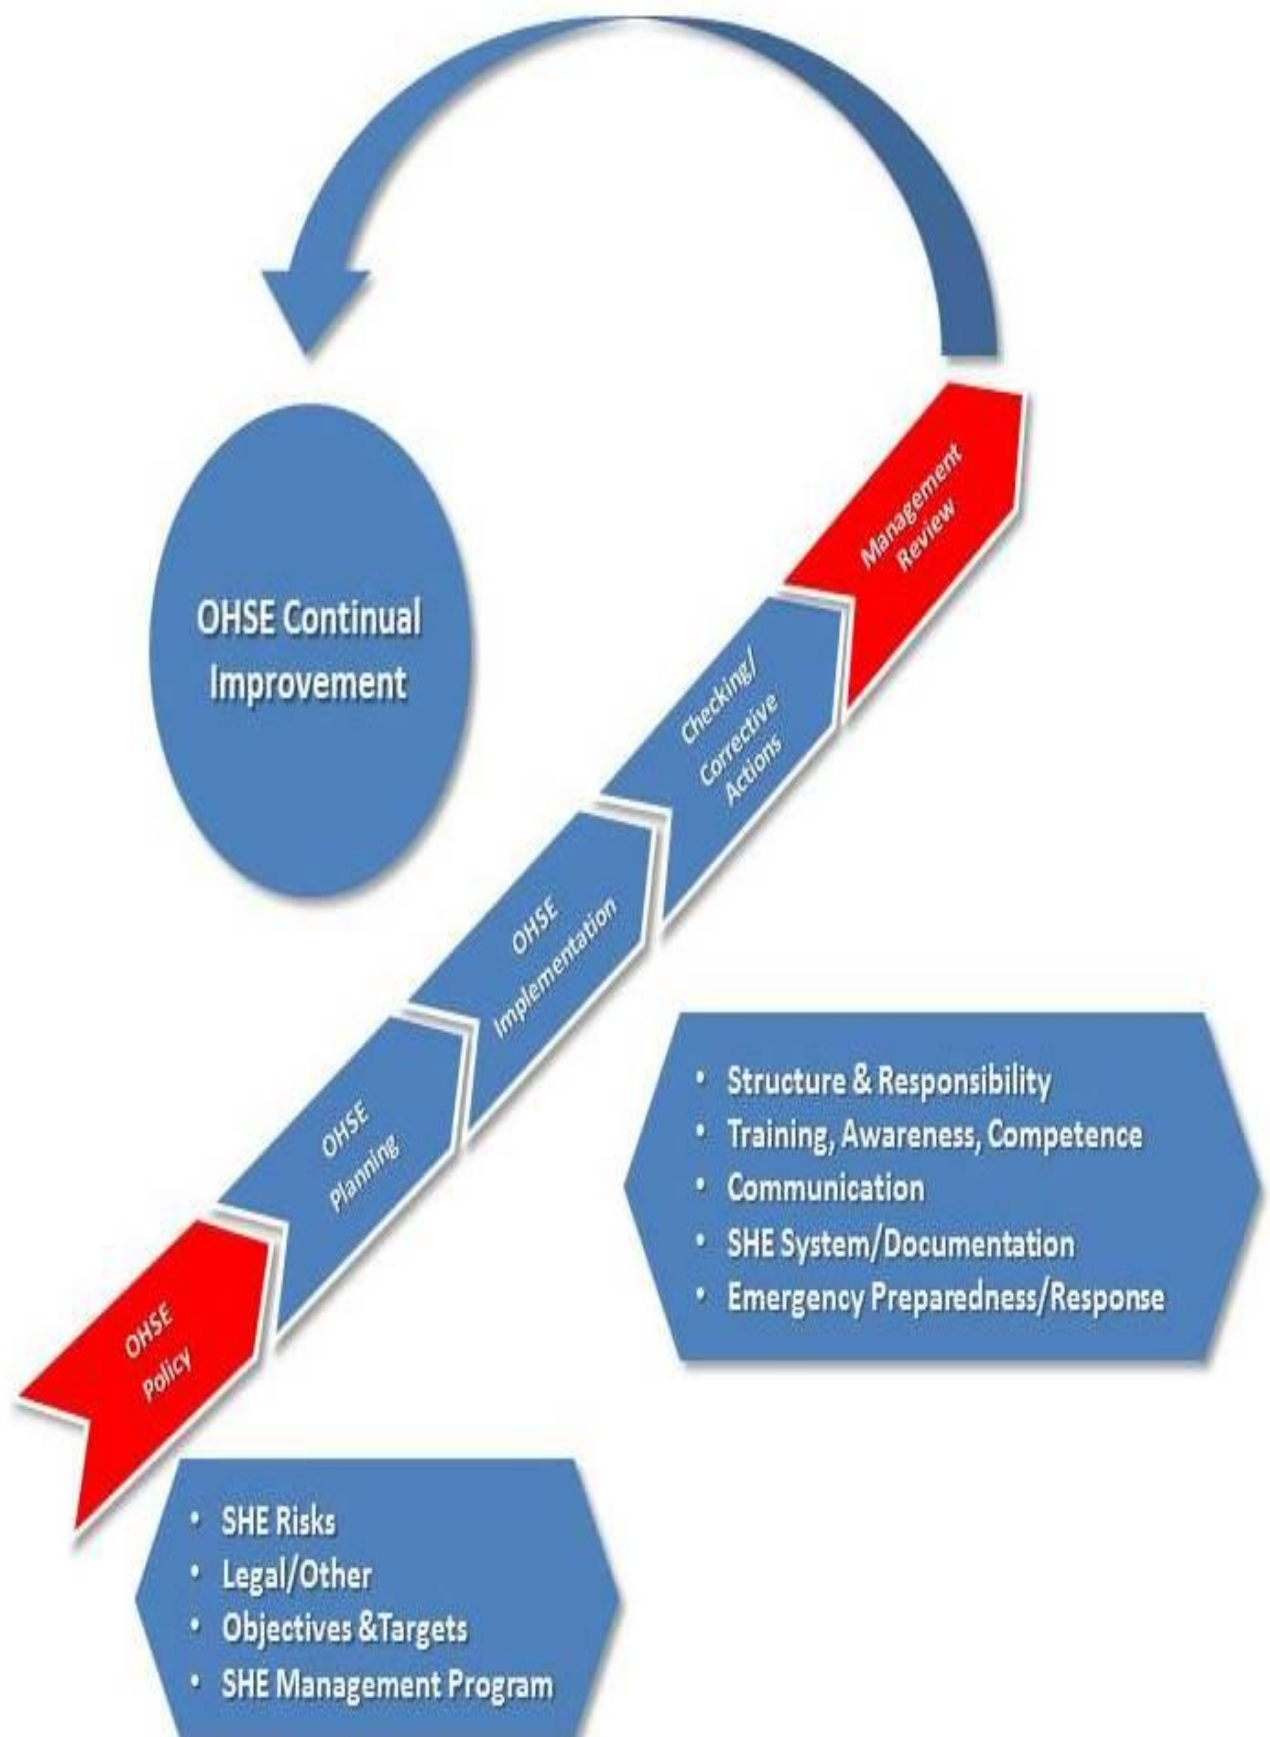 OHSE Continual
Improvement
Management
Review
Checking/
Corrective
Actions
OHSE
Implementation
OHSE
Planning
OHSE
Policy
• Structure & Responsibility
• Training, Awareness, Competence
• Communication
• SHE System/Documentation
• Emergency Preparedness/Response
• SHE Risks
• Legal/Other
• Objectives &Targets
• SHE Management Program